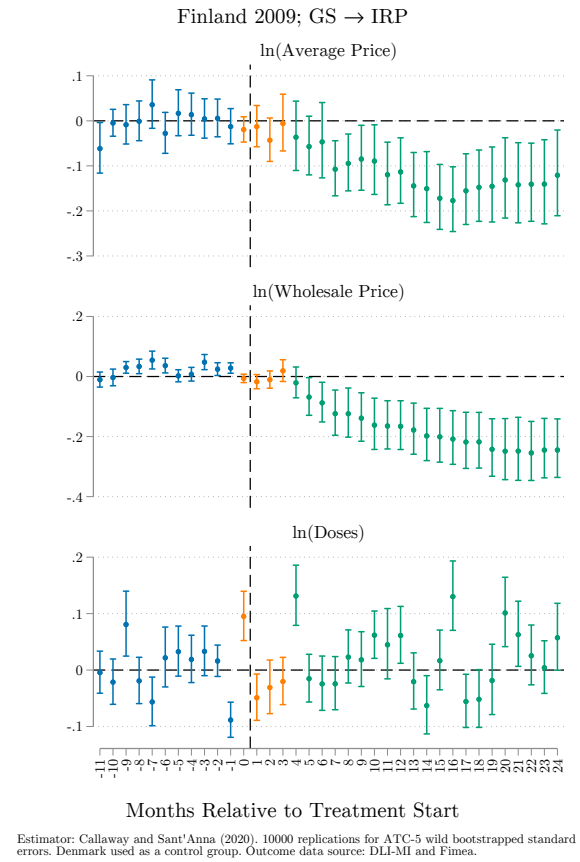 Finland 2009; GS → IRP
ln(Average Price)
.1
0
-.1
-.2
-.3
ln(Wholesale Price)
.2
0
-.2
-.4
ln(Doses)
.2
.1
0
-.1
-11 -10 -9 -8 -7 -6 -5 -4 -3 -2 -1 0 1 2 3 4 5 6 7 8 9 10 11 12 13 14 15 16 17 18 19 20 21 22 23 24
Months Relative to Treatment Start
Estimator: Callaway and Sant'Anna (2020). 10000 replications for ATC-5 wild bootstrapped standard
errors. Denmark used as a control group. Outcome data source: DLI-MI and Fimea.